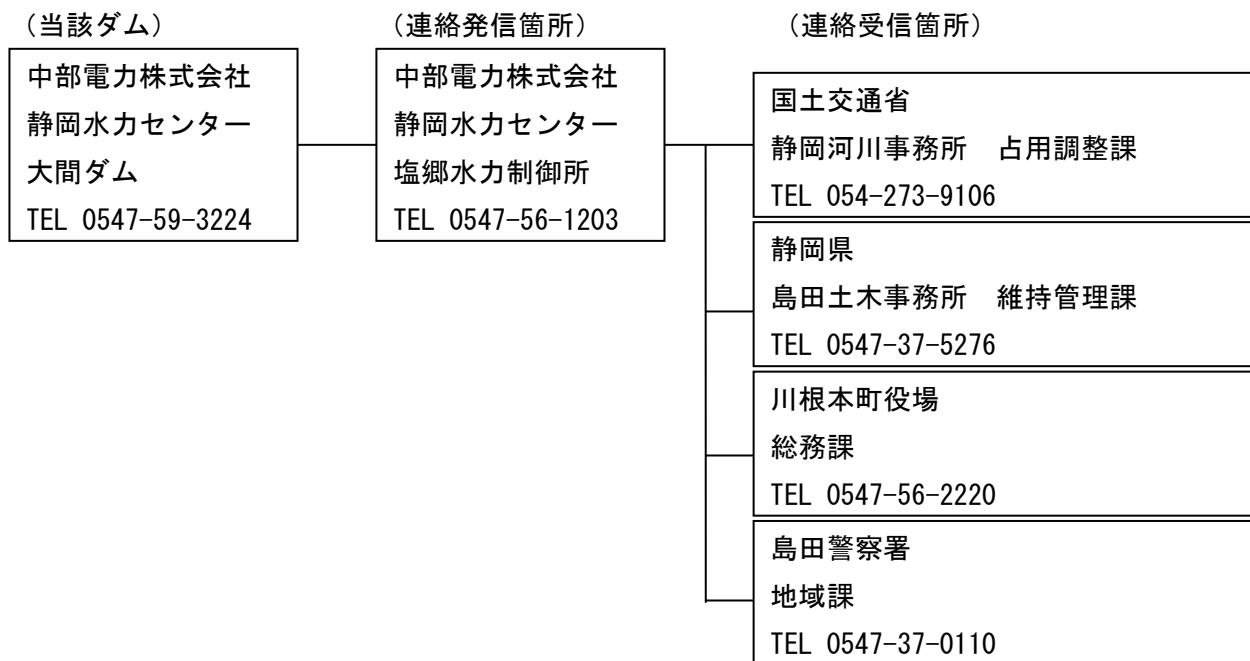 （当該ダム）
中部電力株式会社
静岡水力センター
大間ダム
TEL 0547-59-3224
（連絡発信箇所）
中部電力株式会社
静岡水力センター
塩郷水力制御所
TEL 0547-56-1203
（連絡受信箇所）
国土交通省
静岡河川事務所　占用調整課
TEL 054-273-9106
静岡県
島田土木事務所　維持管理課
TEL 0547-37-5276
川根本町役場
総務課
TEL 0547-56-2220
島田警察署
地域課
TEL 0547-37-0110